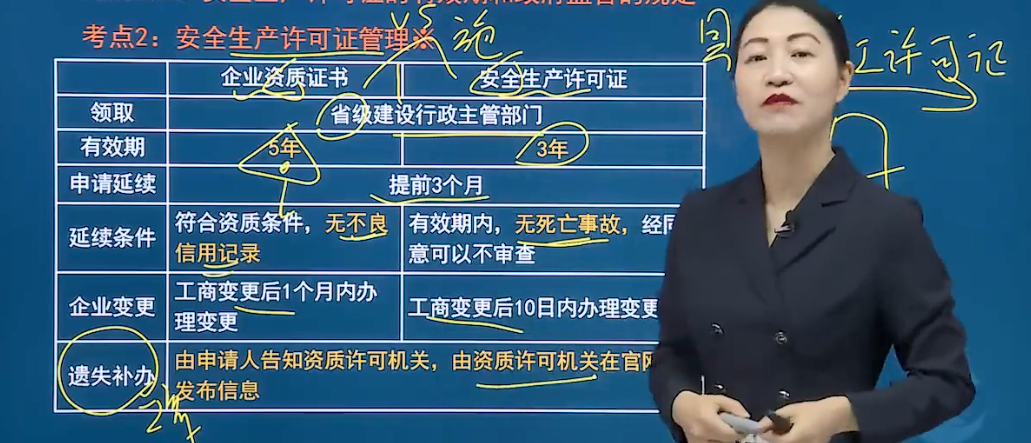 考点2：安全生产许可证管理※
VS 施
企业资质证书 安全生产许可证
工许可证
领取 省级建设行政主管部门
有效期 5年 3年
申请延续 提前3个月
延续条件 符合资质条件，无不良 有效期内，无死亡事故，经同
信用记录 意可以不审查
企业变更 工商变更后1个月内办 工商变更后10日内办理变更
理变更
遗失补办 由申请人告知资质许可机关，由资质许可机关在官网
发布信息